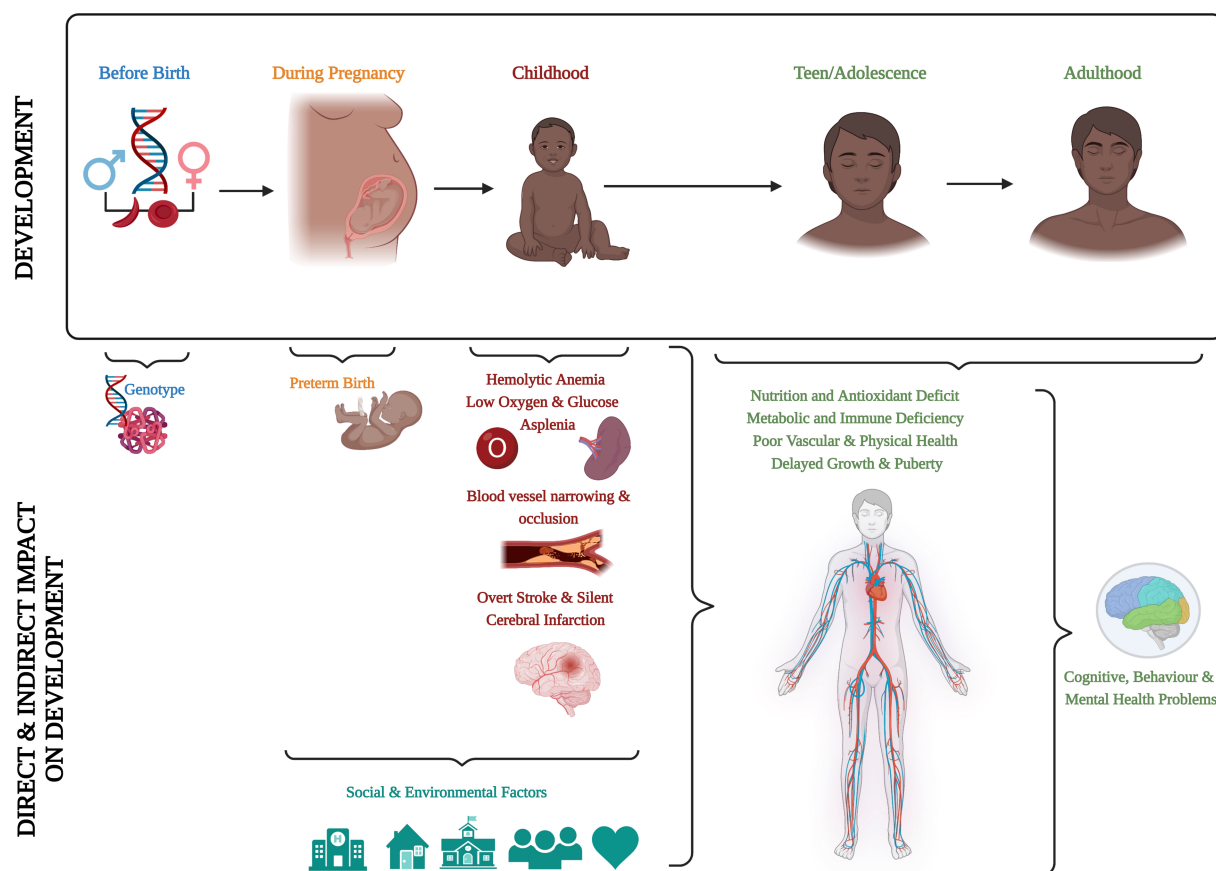 DEVELOPMENT
Before Birth
During Pregnancy
Childhood
Teen/Adolescence
Adulthood
DIRECT & INDIRECT IMPACT
ON DEVELOPMENT
Genotype
Preterm Birth
Hemolytic Anemia
Low Oxygen & Glucose
Asplenia
O
Blood vessel narrowing &
occlusion
Overt Stroke & Silent
Cerebral Infarction
Social & Environmental Factors
H
Nutrition and Antioxidant Deficit
Metabolic and Immune Deficiency
Poor Vascular & Physical Health
Delayed Growth & Puberty
Cognitive, Behaviour &
Mental Health Problems